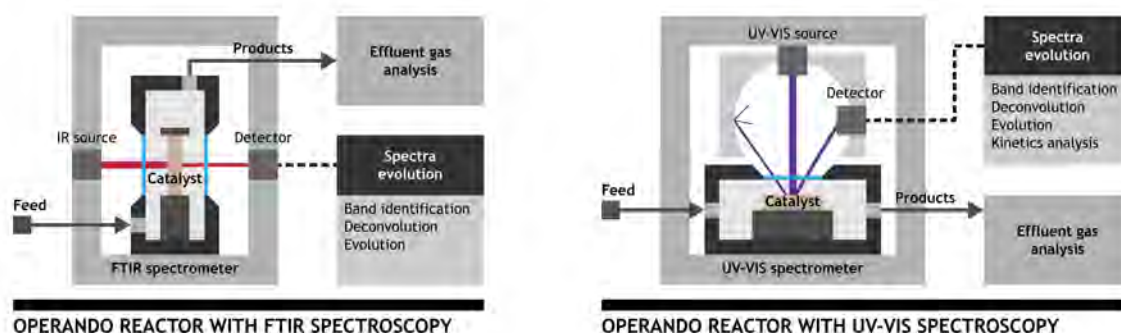 Products
Effluent gas
analysis
IR source
Detector
Catalyst
Spectra
evolution
Feed
Band identification
Deconvolution
Evolution
FTIR spectrometer
OPERANDO REACTOR WITH FTIR SPECTROSCOPY
UV-VIS source
Spectra
evolution
Detector
Band identification
Deconvolution
Evolution
Kinetics analysis
Feed
Catalyst
Products
Effluent gas
analysis
UV-VIS spectrometer
OPERANDO REACTOR WITH UV-VIS SPECTROSCOPY